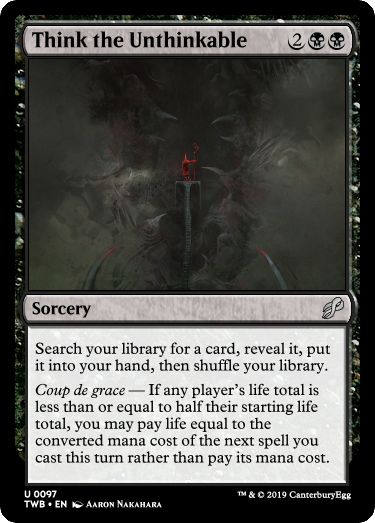 Think the Unthinkable 2
Sorcery
Search your library for a card, reveal it, put
it into your hand, then shuffle your library.
Coup de grace — If any player's life total is
less than or equal to half their starting life
total, you may pay life equal to the
converted mana cost of the next spell you
cast this turn rather than pay its mana cost.
U 0097
TWB • EN Aaron Nakahara
™ & © 2019 CanterburyEgg